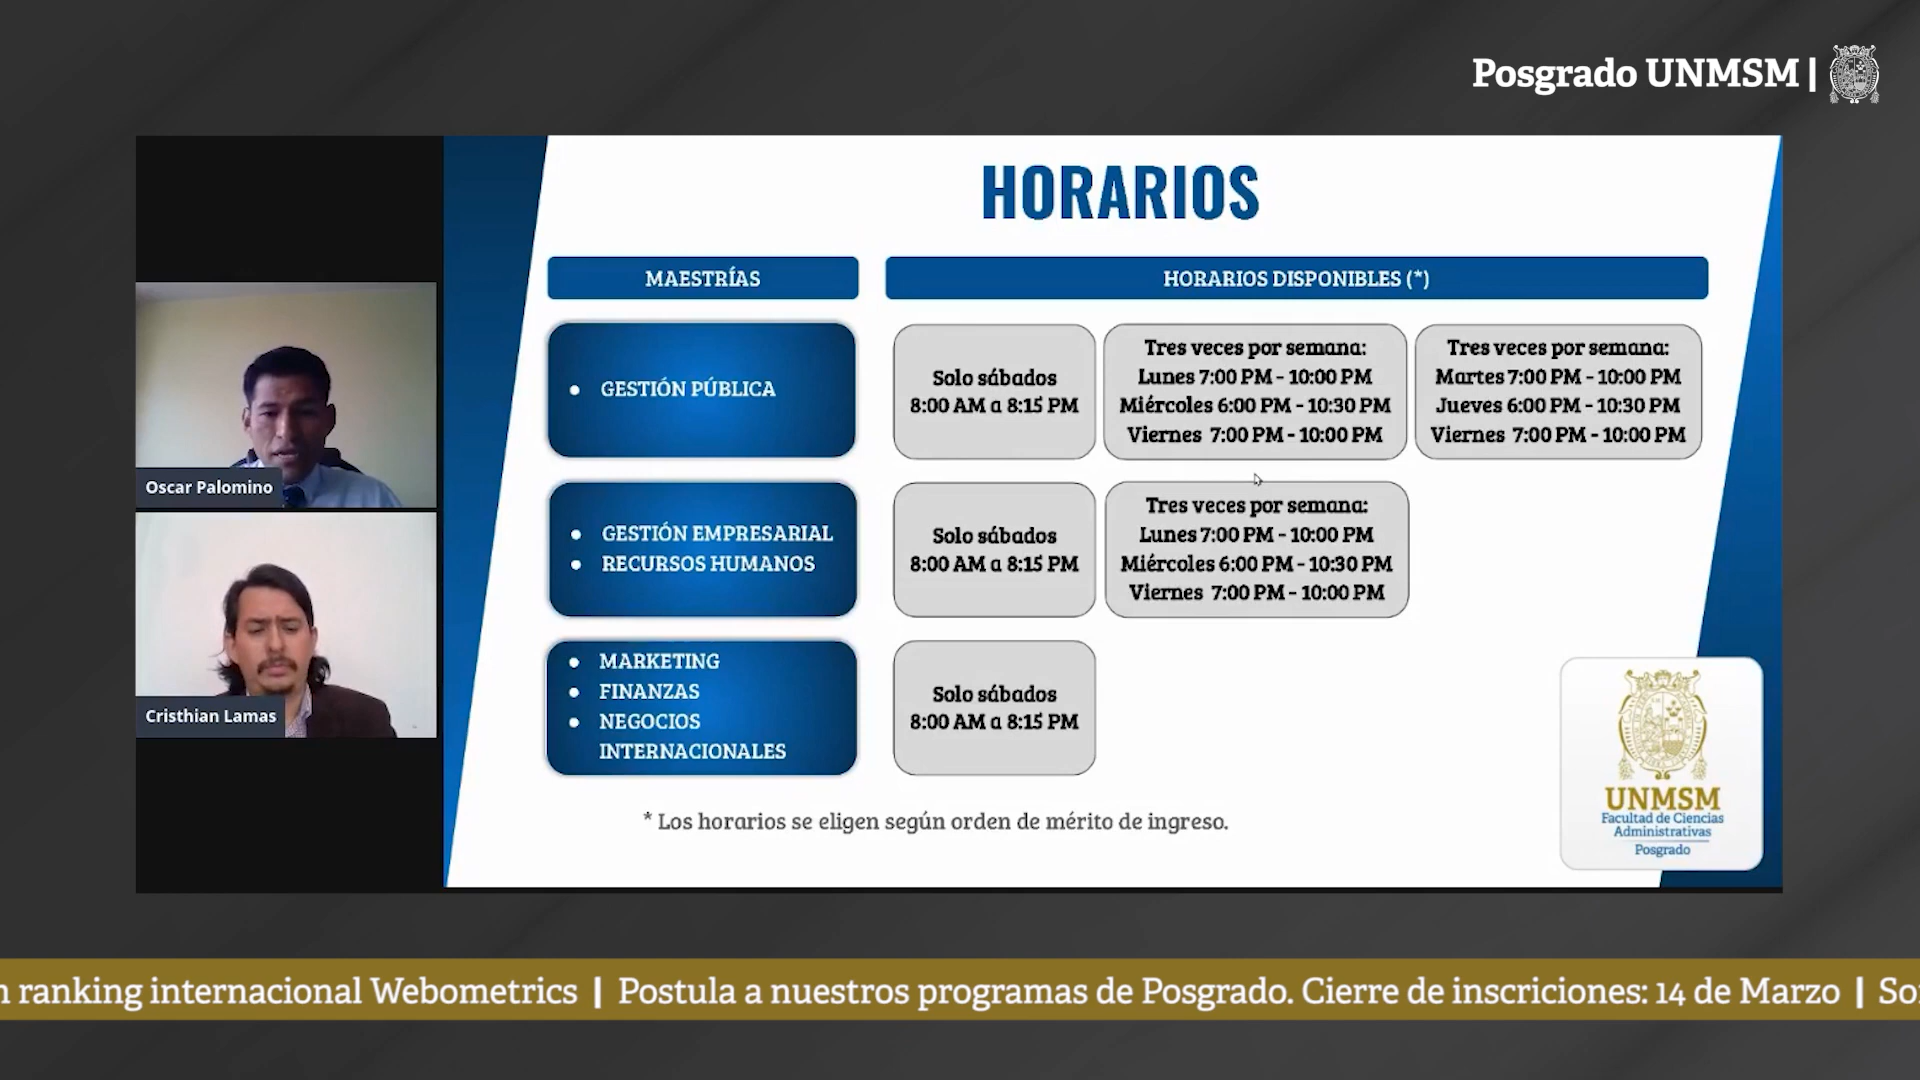 Posgrado UNMSM |
HORARIOS
MAESTRÍAS
HORARIOS DISPONIBLES (*)
• GESTIÓN PÚBLICA
Solo sábados
8:00 AM a 8:15 PM
Tres veces por semana:
Lunes 7:00 PM - 10:00 PM
Miércoles 6:00 PM - 10:30 PM
Viernes 7:00 PM - 10:00 PM
Tres veces por semana:
Martes 7:00 PM - 10:00 PM
Jueves 6:00 PM - 10:30 PM
Viernes 7:00 PM - 10:00 PM
• GESTIÓN EMPRESARIAL
• RECURSOS HUMANOS
Solo sábados
8:00 AM a 8:15 PM
Tres veces por semana:
Lunes 7:00 PM - 10:00 PM
Miércoles 6:00 PM - 10:30 PM
Viernes 7:00 PM - 10:00 PM
• MARKETING
• FINANZAS
• NEGOCIOS
INTERNACIONALES
Solo sábados
8:00 AM a 8:15 PM
* Los horarios se eligen según orden de mérito de ingreso.
UNMSM
Facultad de Ciencias
Administrativas
Posgrado
Oscar Palomino
Cristhian Lamas
ranking internacional Webometrics | Postula a nuestros programas de Posgrado. Cierre de inscriciones: 14 de Marzo |